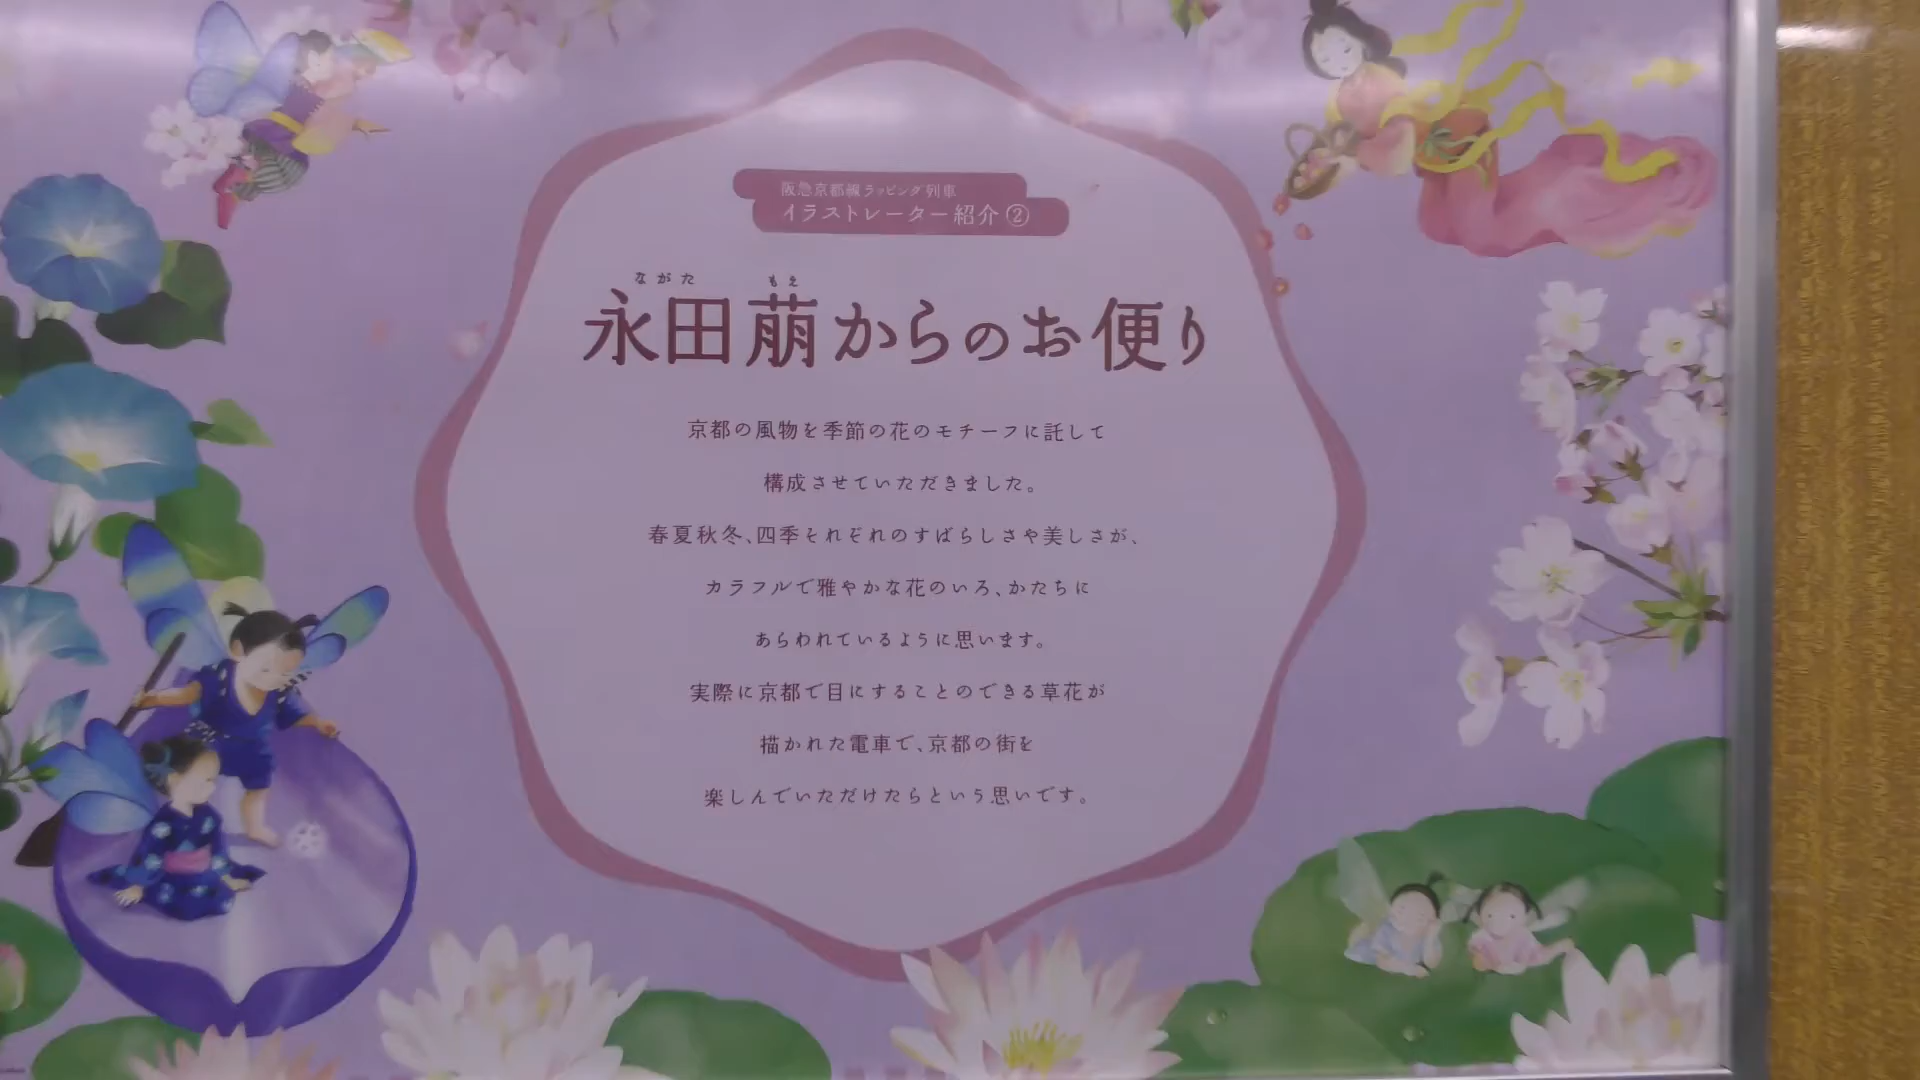 阪急京都線ラッピング列車
イラストレーター紹介②
ながた もえ
永田萠からのお便り
京都の風物を季節の花のモチーフに託して
構成させていただきました。
春夏秋冬、四季それぞれのすばらしさや美しさが、
カラフルで雅やかな花のいろ、かたちに
あらわれているように思います。
実際に京都で目にすることのできる草花が
描かれた電車で、京都の街を
楽しんでいただけたらという思いです。